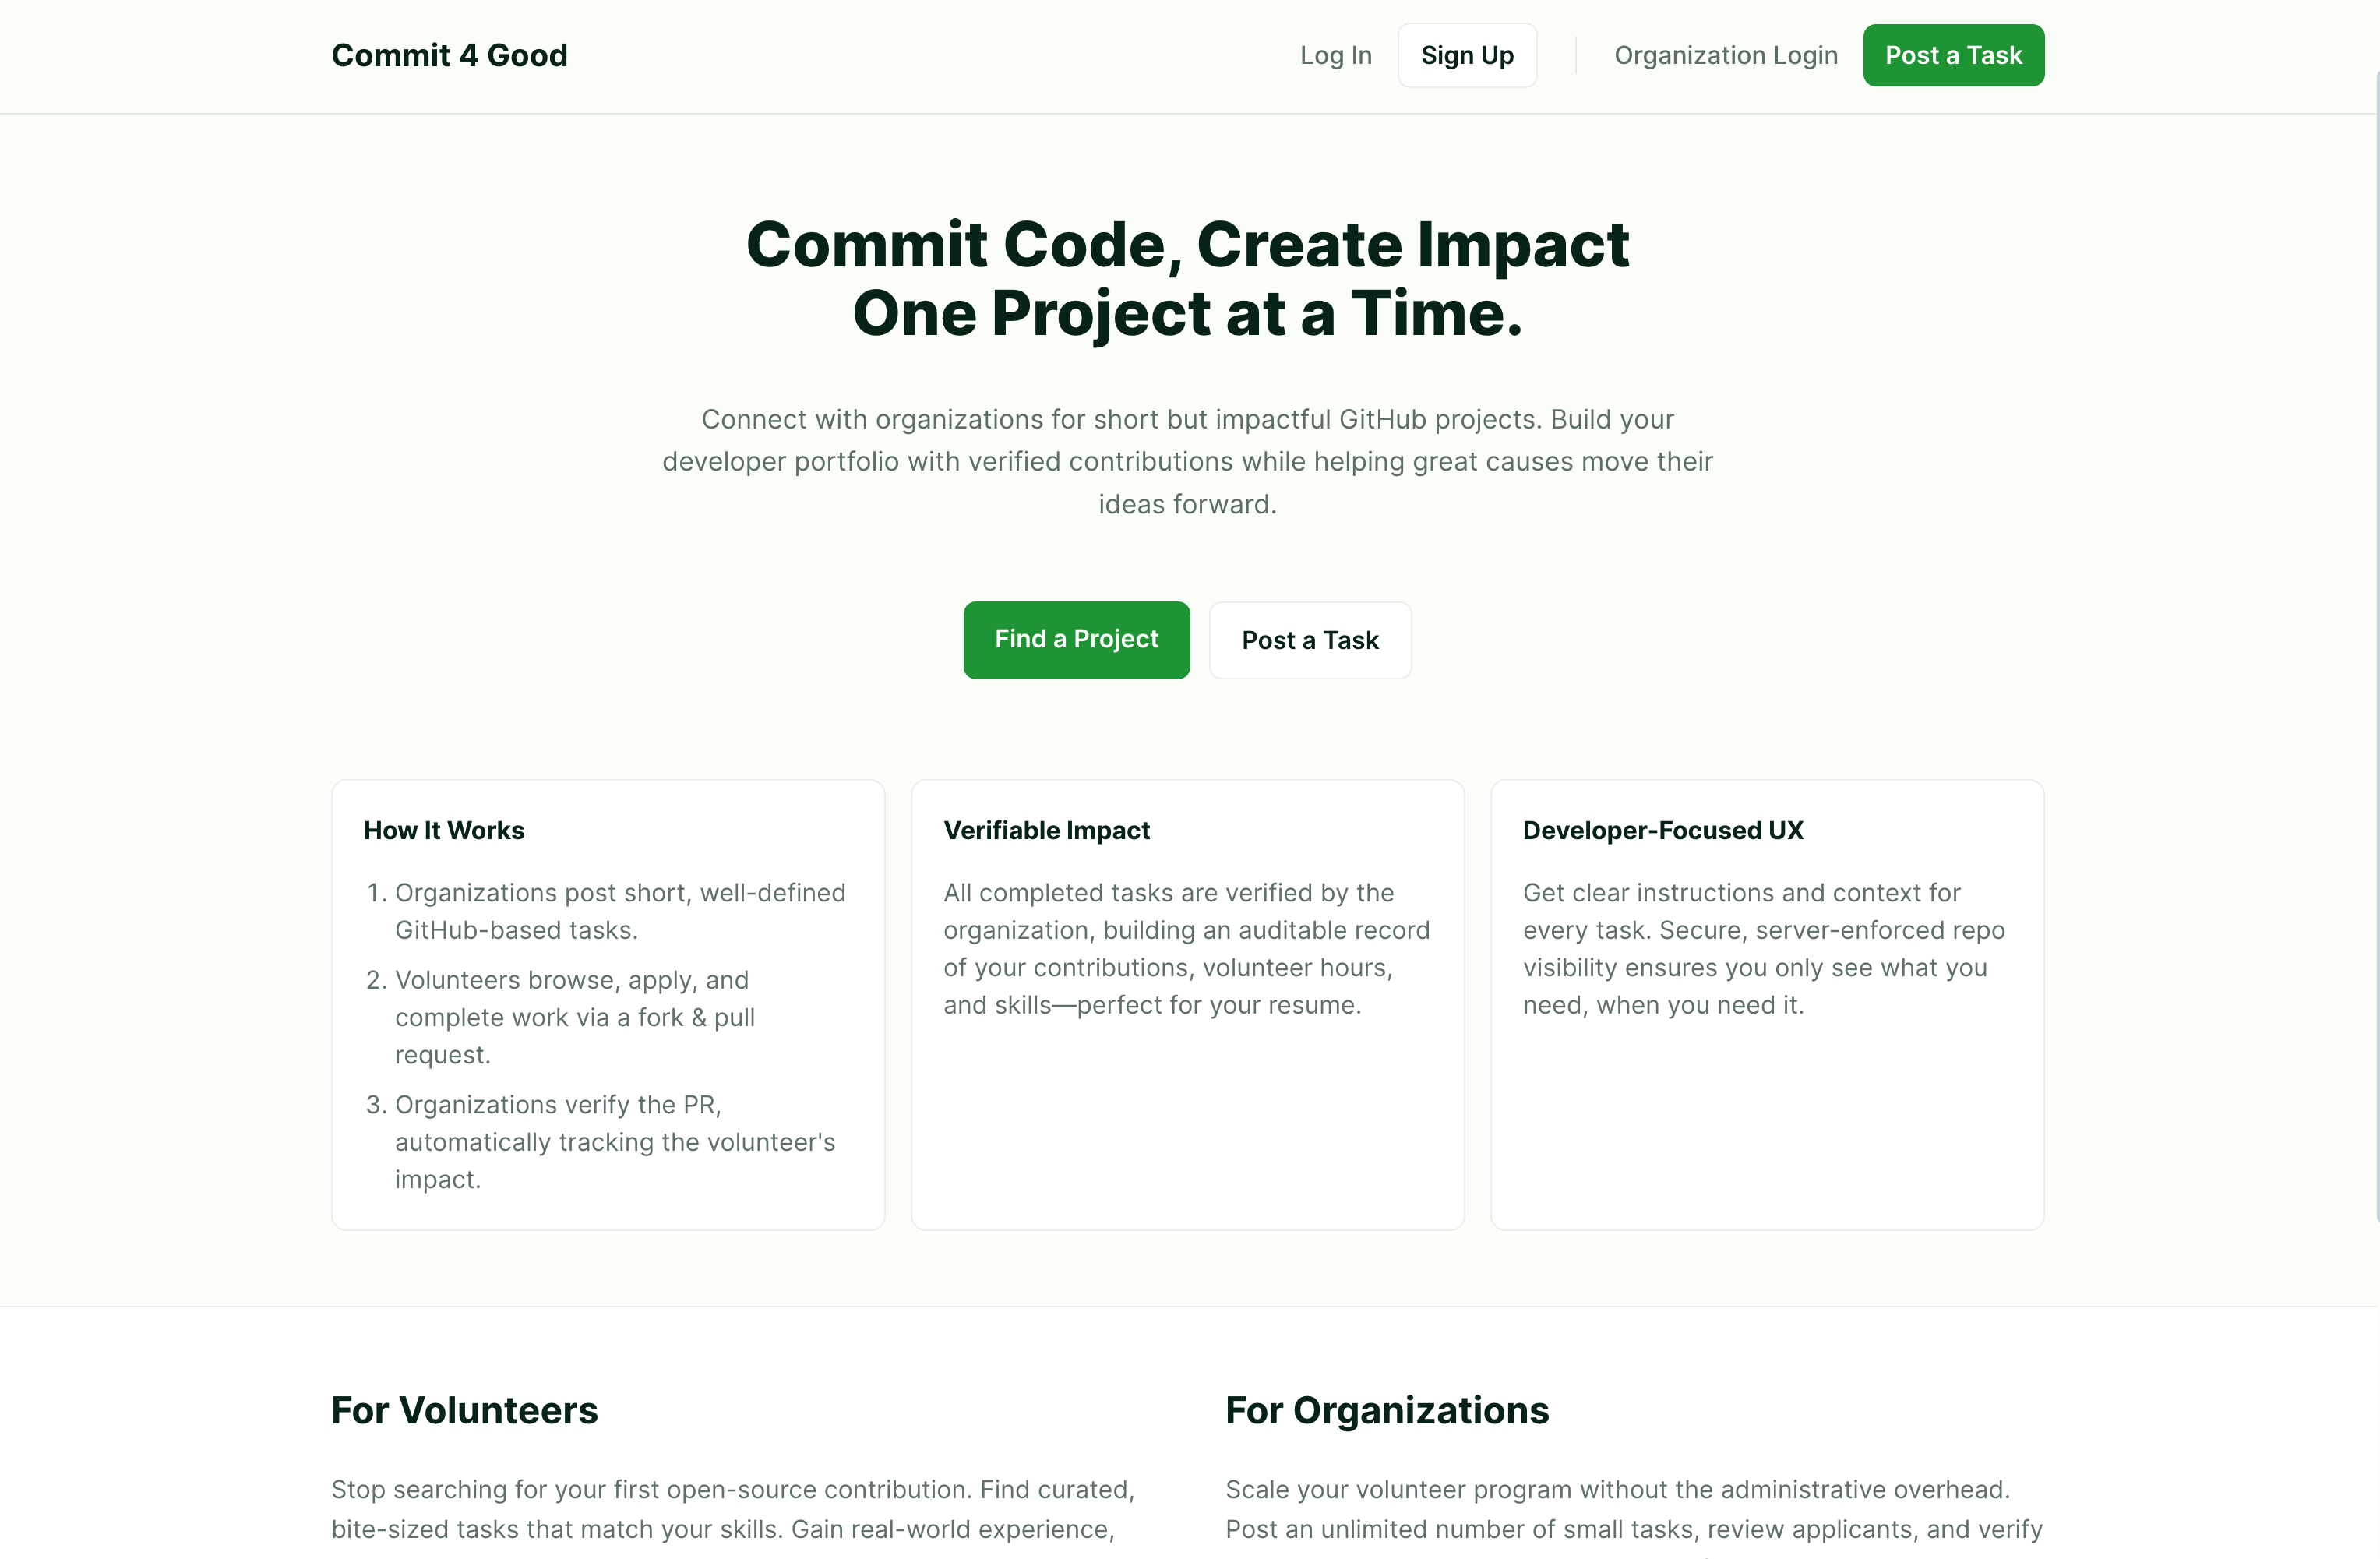 Commit 4 Good
Log In
Sign Up
Organization Login
Post a Task
Commit Code, Create Impact
One Project at a Time.
Connect with organizations for short but impactful GitHub projects. Build your
developer portfolio with verified contributions while helping great causes move their
ideas forward.
Find a Project
Post a Task
How It Works
1. Organizations post short, well-defined
GitHub-based tasks.
2. Volunteers browse, apply, and
complete work via a fork & pull
request.
3. Organizations verify the PR,
automatically tracking the volunteer's
impact.
Verifiable Impact
All completed tasks are verified by the
organization, building an auditable record
of your contributions, volunteer hours,
and skills—perfect for your resume.
Developer-Focused UX
Get clear instructions and context for
every task. Secure, server-enforced repo
visibility ensures you only see what you
need, when you need it.
For Volunteers
Stop searching for your first open-source contribution. Find curated,
bite-sized tasks that match your skills. Gain real-world experience,
For Organizations
Scale your volunteer program without the administrative overhead.
Post an unlimited number of small tasks, review applicants, and verify